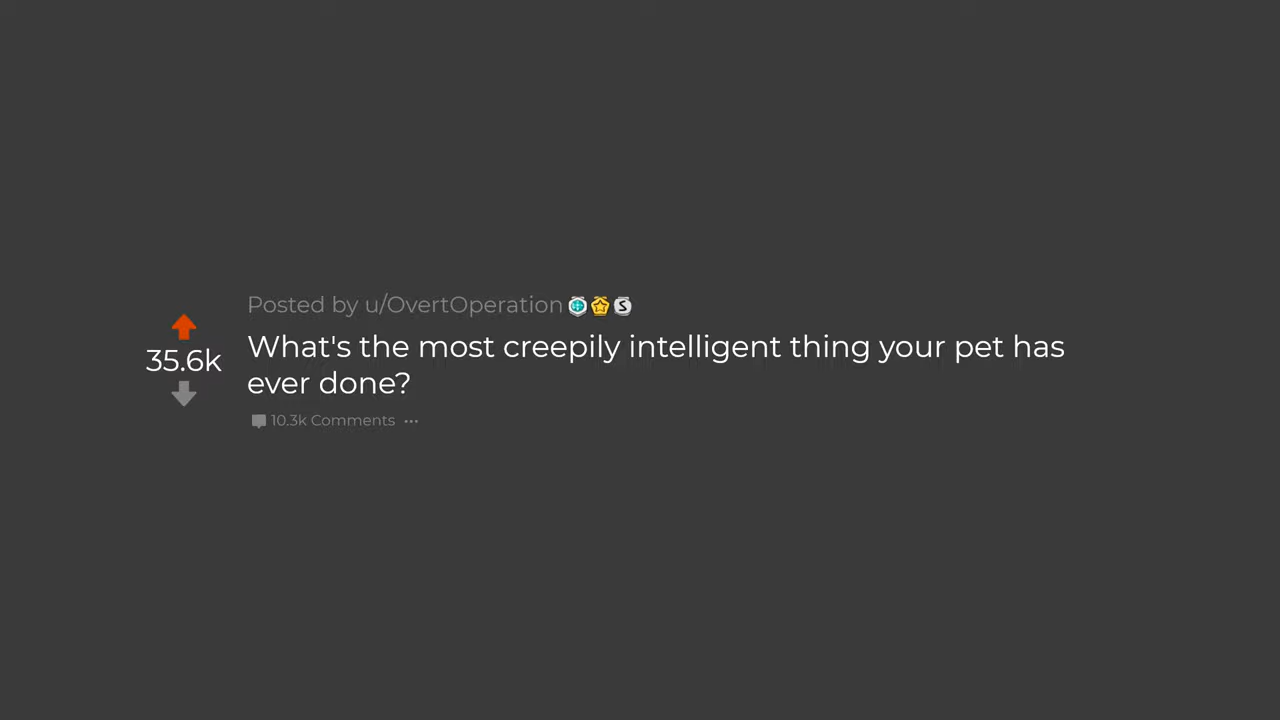 Posted by u/OvertOperation
What's the most creepily intelligent thing your pet has
ever done?
35.6k
10.3k Comments ...